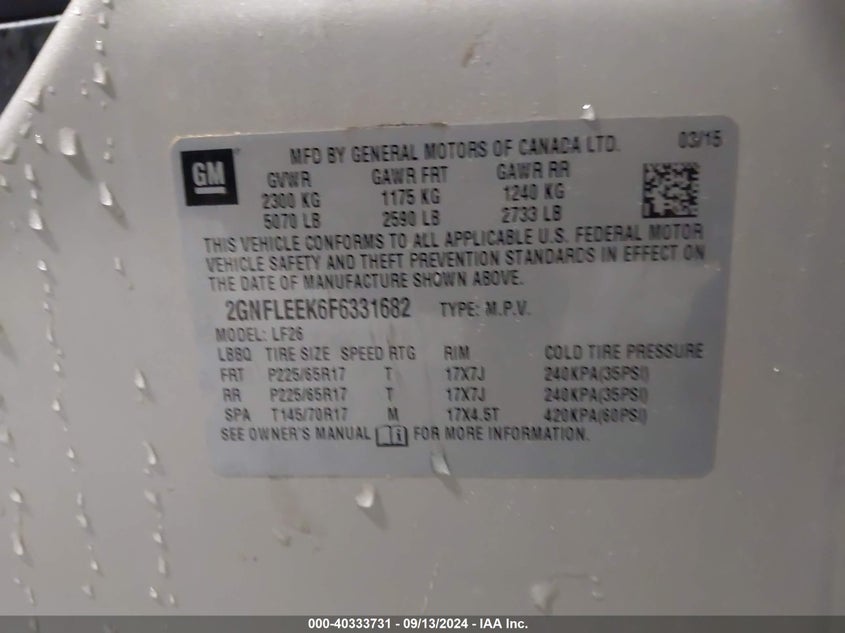 GM
MFD BY GENERAL MOTORS OF CANADA LTD. 03/15
GVWR GAWR FRT GAWR RR
2300 KG 1175 KG 1240 KG
5070 LB 2590 LB 2733 LB
THIS VEHICLE CONFORMS TO ALL APPLICABLE U.S. FEDERAL MOTOR
VEHICLE SAFETY AND THEFT PREVENTION STANDARDS IN EFFECT ON
THE DATE OF MANUFACTURE SHOWN ABOVE.
2GNFLEEK6F6331682 TYPE: M.P.V.
MODEL: LF26
LBBQ TIRE SIZE SPEED RTG RIM COLD TIRE PRESSURE
FRT P225/65R17 T 17X7J 240KPA(35PSI)
RR P225/65R17 T 17X7J 240KPA(35PSI)
SPA T145/70R17 M 17X4.5T 420KPA(60PSI)
SEE OWNER'S MANUAL FOR MORE INFORMATION.
000-40333731 - 09/13/2024 - IAA Inc.